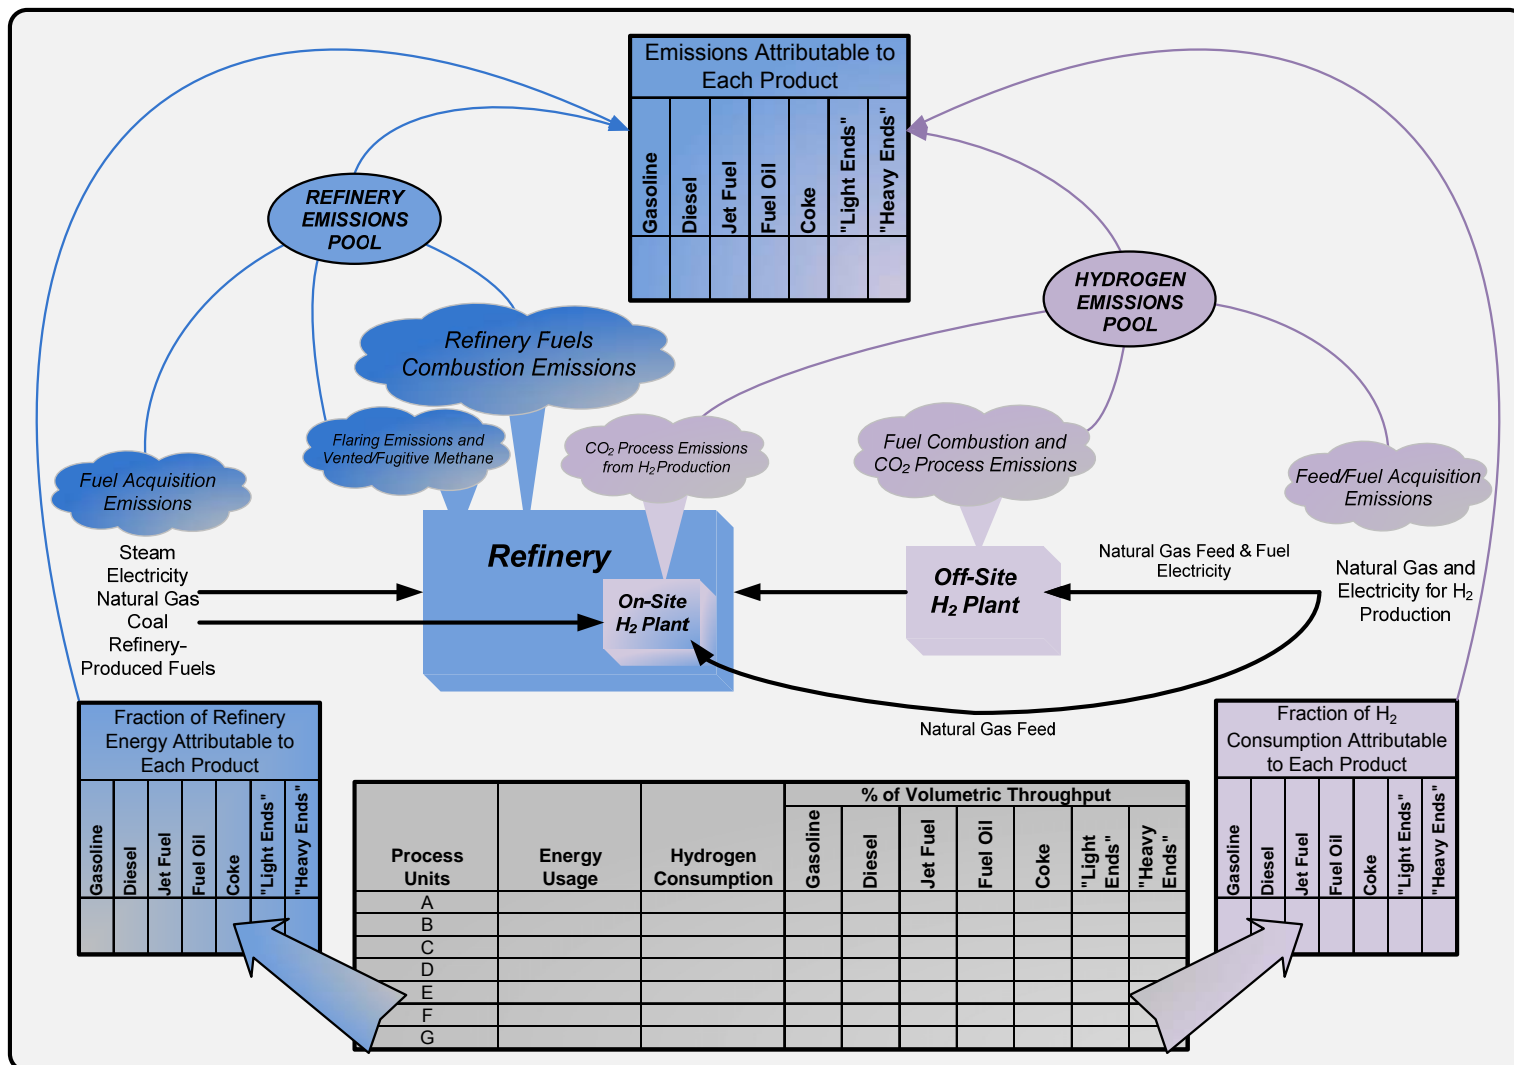 Emissions Attributable to
Each Product
Gasoline
Diesel
Jet Fuel
Fuel Oil
Coke
"Light Ends"
"Heavy Ends"
REFINERY
EMISSIONS
POOL
HYDROGEN
EMISSIONS
POOL
Refinery Fuels
Combustion Emissions
Flaring Emissions and
Vented/Fugitive Methane
CO₂ Process Emissions
from H₂ Production
Fuel Combustion and
CO₂ Process Emissions
Fuel Acquisition
Emissions
Feed/Fuel Acquisition
Emissions
Steam
Electricity
Natural Gas
Coal
Refinery–
Produced Fuels
Refinery
On-Site
H₂ Plant
Off-Site
H₂ Plant
Natural Gas Feed & Fuel
Electricity
Natural Gas and
Electricity for H₂
Production
Natural Gas Feed
Fraction of Refinery
Energy Attributable to
Each Product
Gasoline
Diesel
Jet Fuel
Fuel Oil
Coke
"Light Ends"
"Heavy Ends"
Process
Units
Energy
Usage
Hydrogen
Consumption
% of Volumetric Throughput
Gasoline
Diesel
Jet Fuel
Fuel Oil
Coke
"Light
Ends"
"Heavy
Ends"
A
B
C
D
E
F
G
Fraction of H₂
Consumption Attributable
to Each Product
Gasoline
Diesel
Jet Fuel
Fuel Oil
Coke
"Light Ends"
"Heavy Ends"